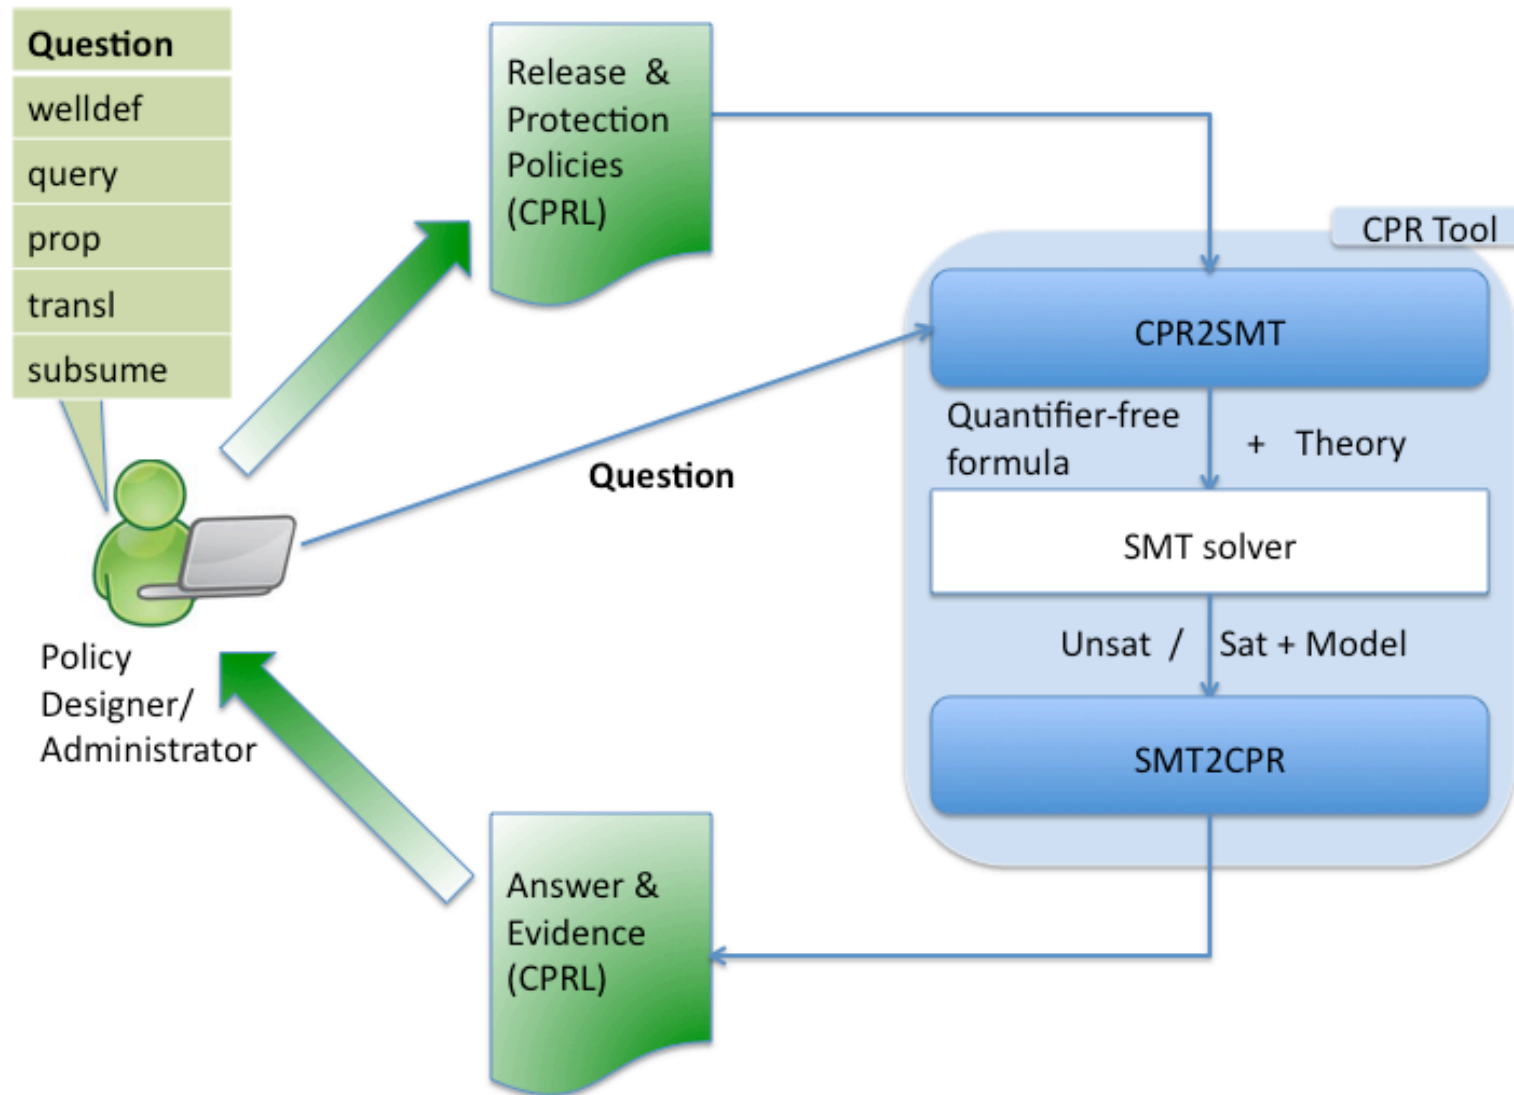 Question
welldef
query
prop
transl
subsume
Release &
Protection
Policies
(CPRL)
CPR Tool
CPR2SMT
Quantifier-free
formula
+ Theory
Question
SMT solver
Unsat / Sat + Model
Policy
Designer/
Administrator
SMT2CPR
Answer &
Evidence
(CPRL)